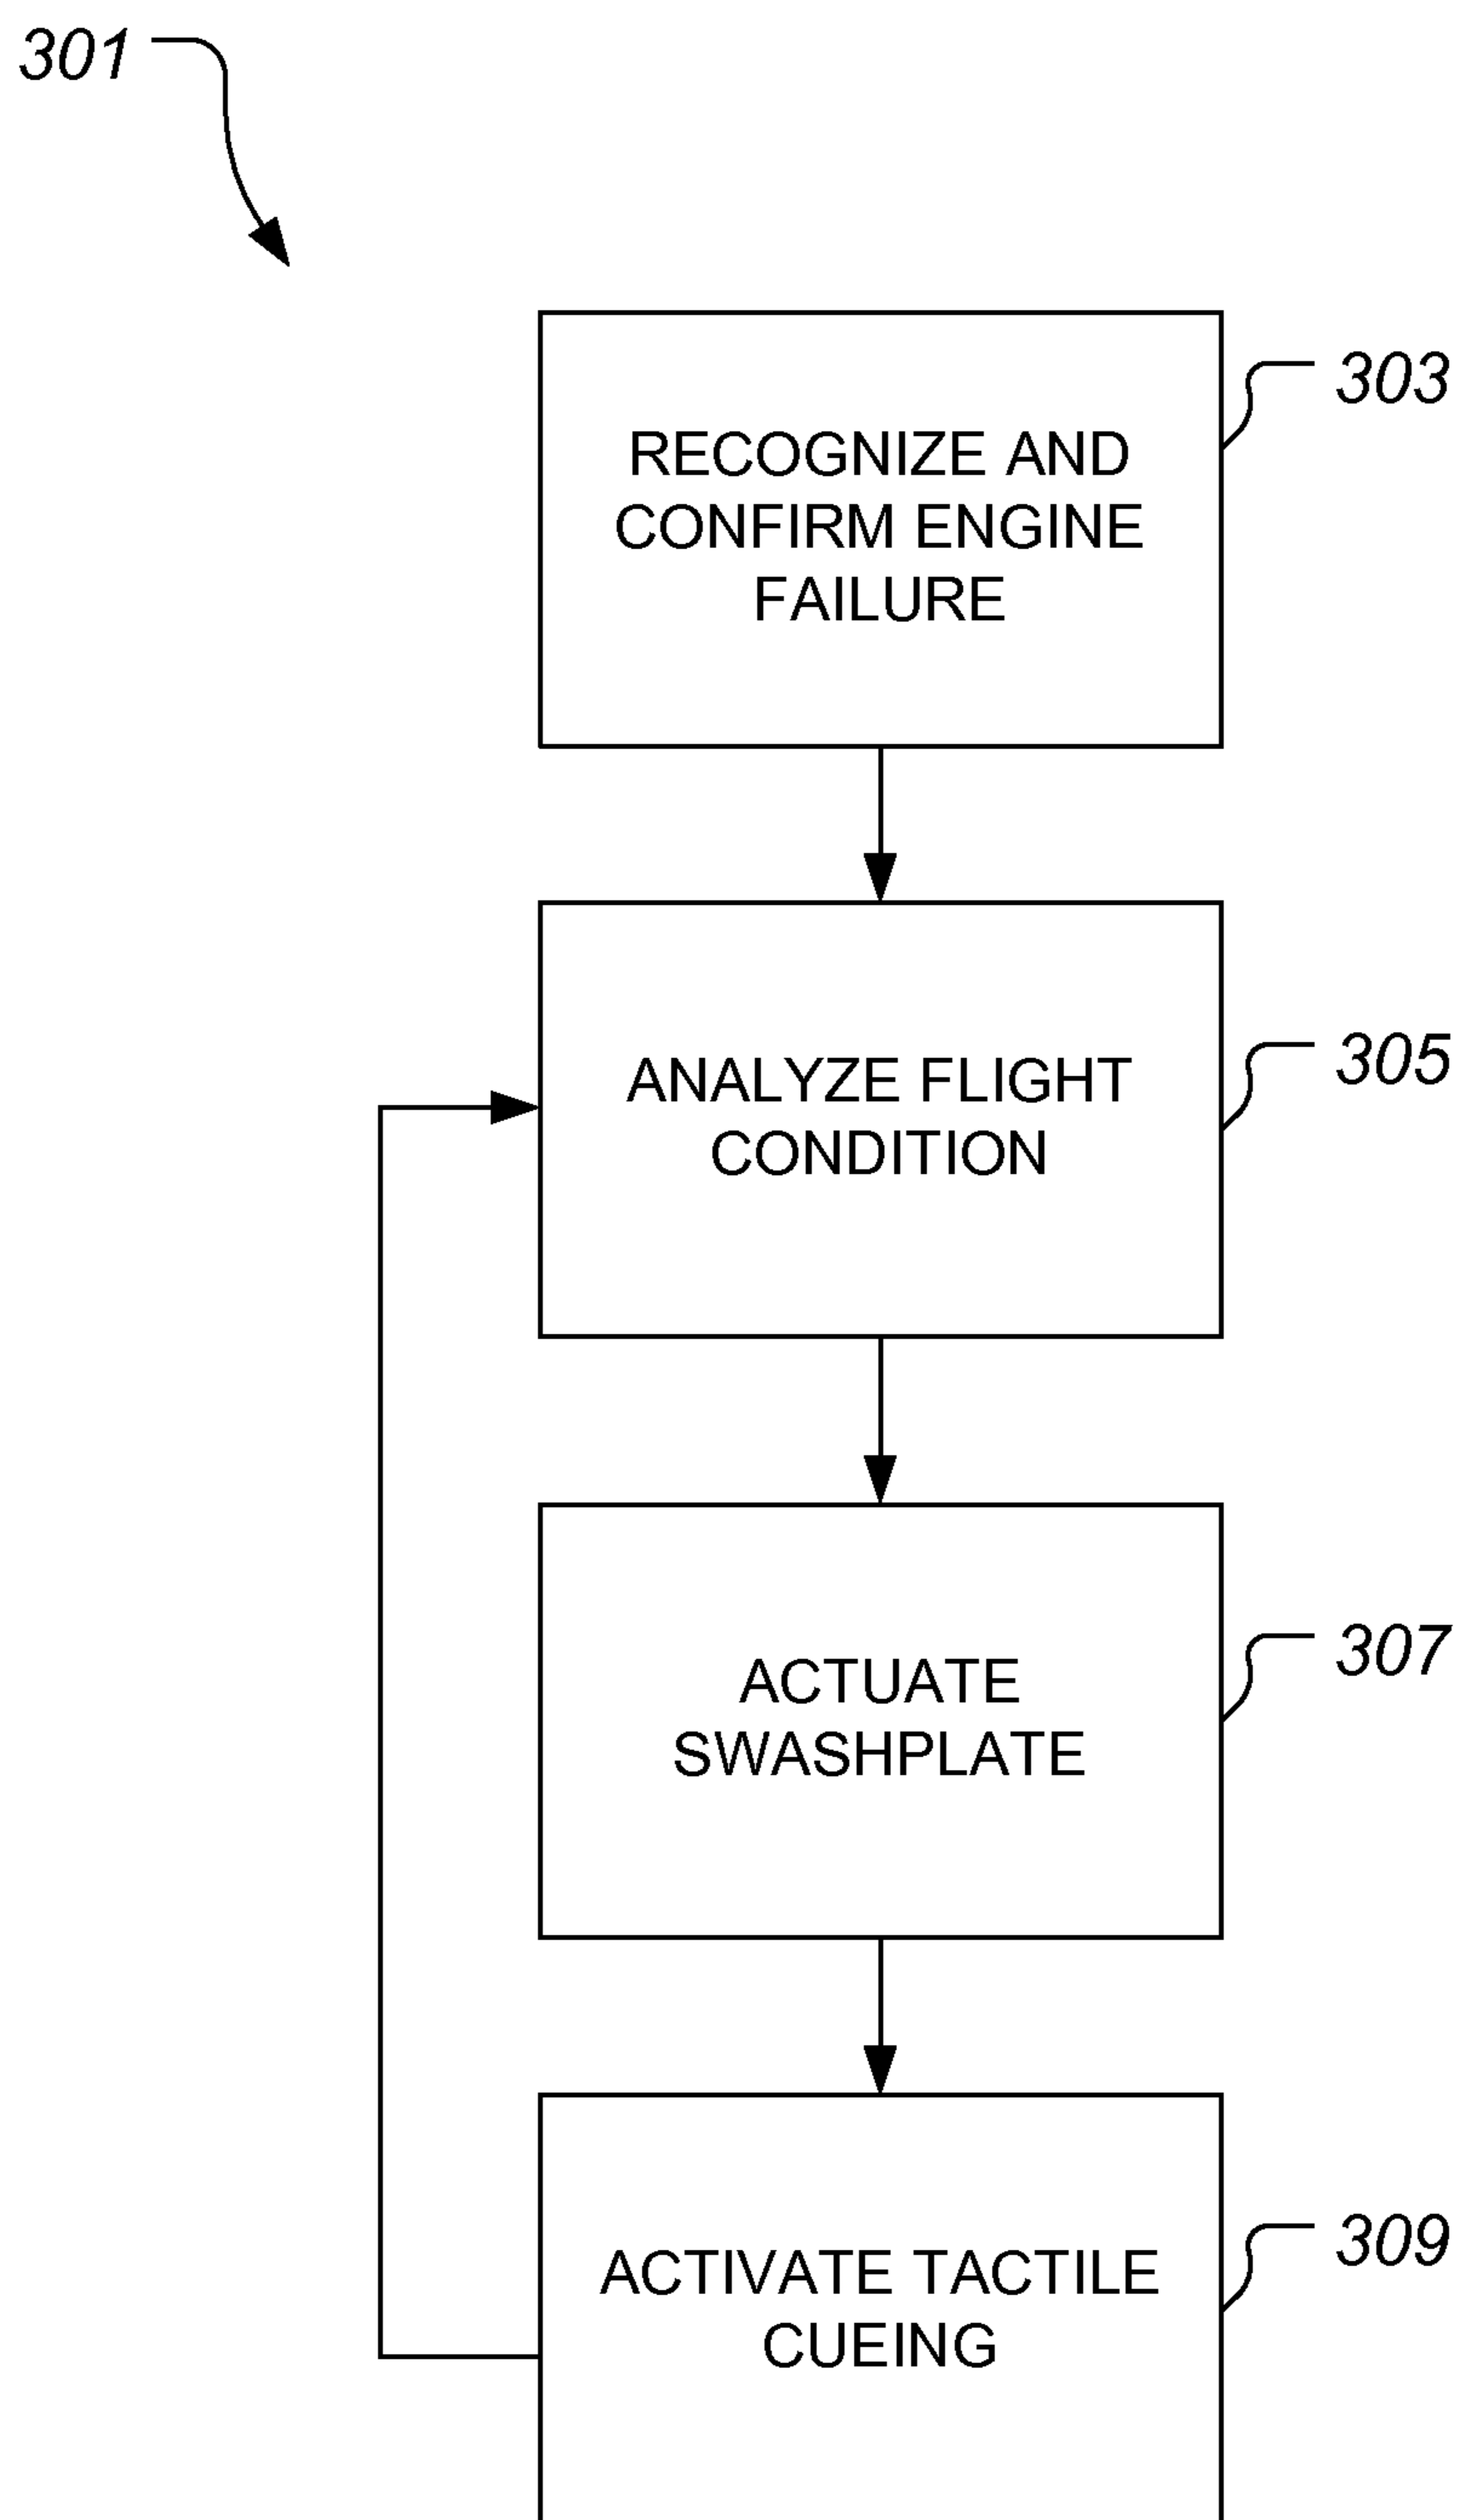 301
303
RECOGNIZE AND
CONFIRM ENGINE
FAILURE
305
ANALYZE FLIGHT
CONDITION
307
ACTUATE
SWASHPLATE
309
ACTIVATE TACTILE
CUEING